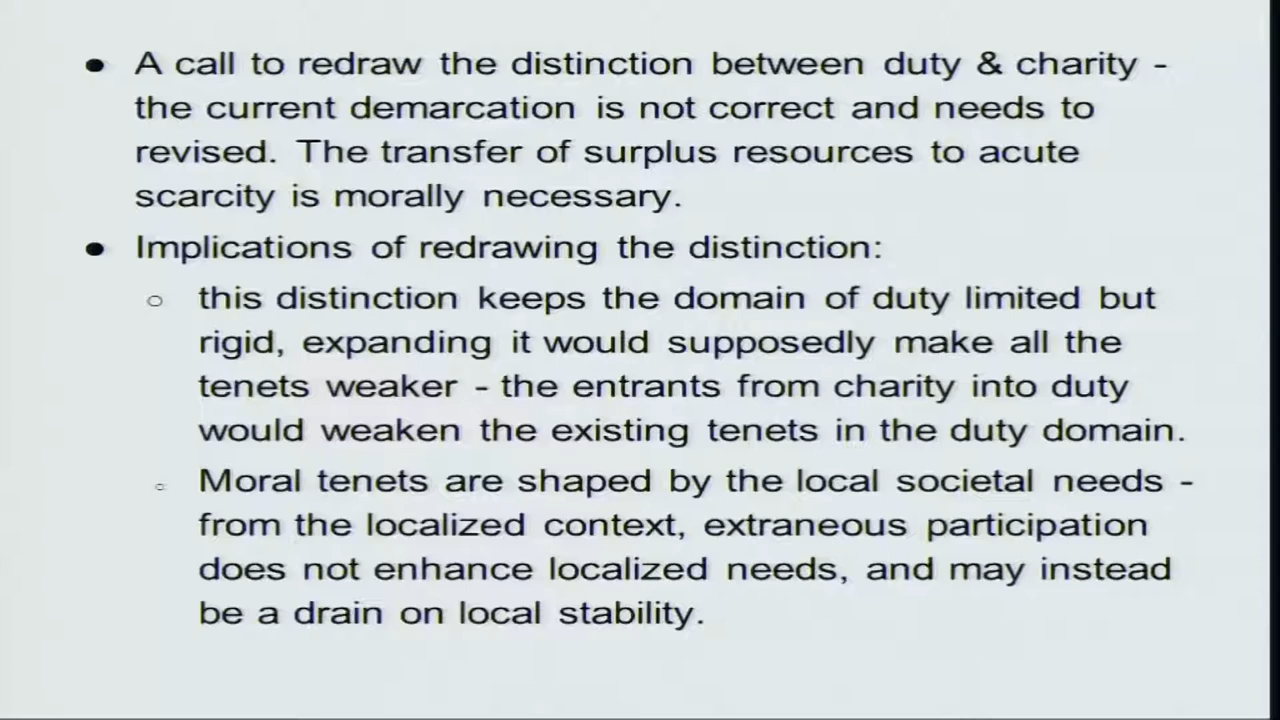 ● A call to redraw the distinction between duty & charity -
the current demarcation is not correct and needs to
revised. The transfer of surplus resources to acute
scarcity is morally necessary.
● Implications of redrawing the distinction:
○ this distinction keeps the domain of duty limited but
rigid, expanding it would supposedly make all the
tenets weaker - the entrants from charity into duty
would weaken the existing tenets in the duty domain.
○ Moral tenets are shaped by the local societal needs -
from the localized context, extraneous participation
does not enhance localized needs, and may instead
be a drain on local stability.